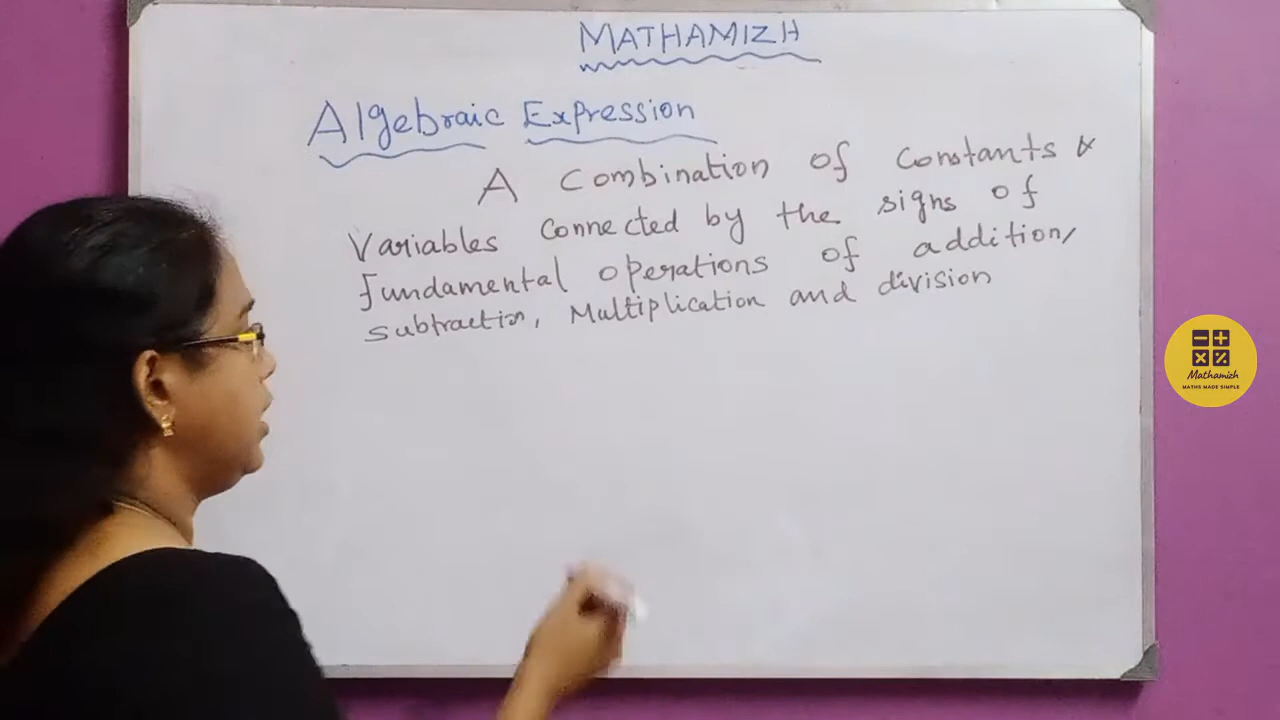 MATHAMIZH
Algebraic Expression
A Combination of Constants &
Variables connected by the signs of
fundamental operations of addition,
subtraction, Multiplication and division
Mathamizh
MATHS MADE SIMPLE